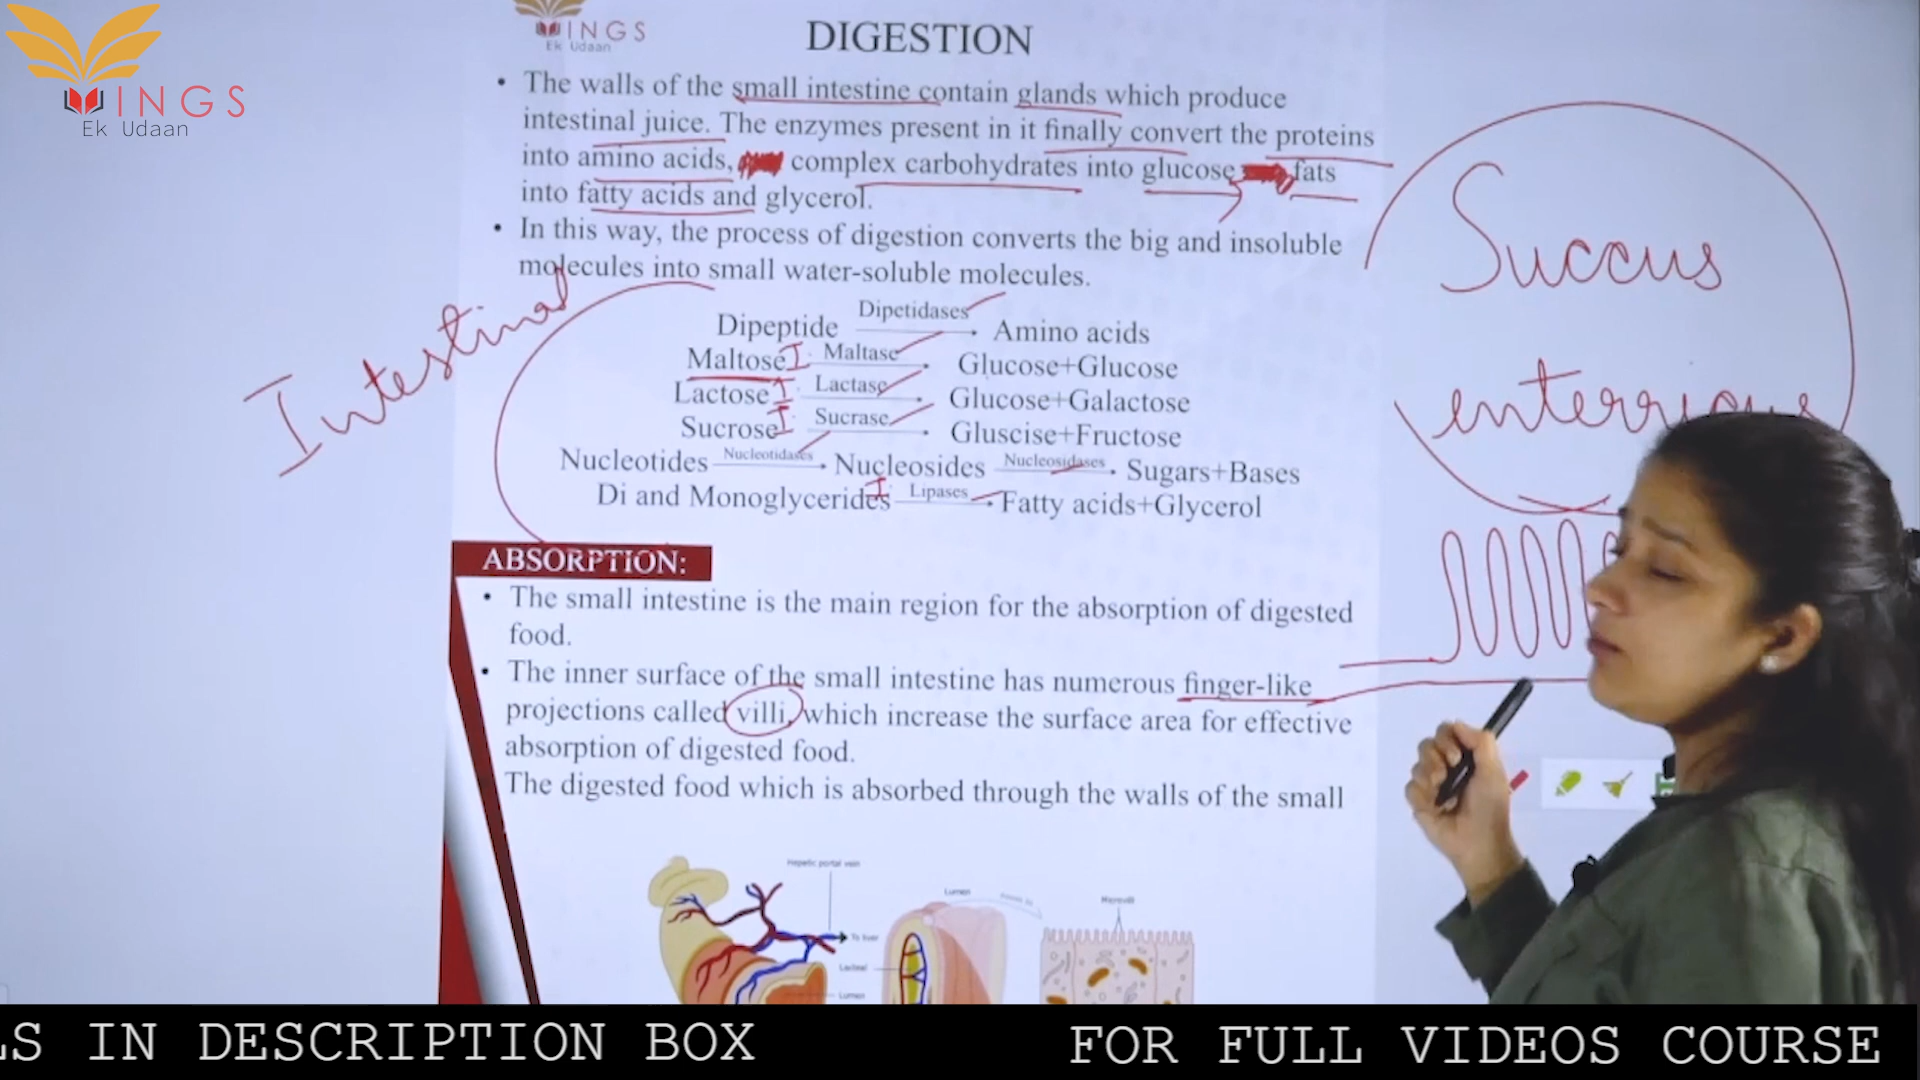 WINGS
Ek Udaan
WINGS
Ek Udaan
DIGESTION
• The walls of the small intestine contain glands which produce
intestinal juice. The enzymes present in it finally convert the proteins
into amino acids, complex carbohydrates into glucose fats
into fatty acids and glycerol.
• In this way, the process of digestion converts the big and insoluble
molecules into small water-soluble molecules.
Intestinal
Succus
Dipeptide Dipetidases Amino acids
Maltose I Maltase Glucose+Glucose
Lactose I Lactase Glucose+Galactose
Sucrose I Sucrase Gluscise+Fructose
Nucleotides Nucleotidases Nucleosides Nucleosidases Sugars+Bases
Di and Monoglycerides I Lipases Fatty acids+Glycerol
ABSORPTION:
• The small intestine is the main region for the absorption of digested
food.
• The inner surface of the small intestine has numerous finger-like
projections called villi, which increase the surface area for effective
absorption of digested food.
The digested food which is absorbed through the walls of the small
Hepatic portal vein
To liver
Lacteal
Lumen
Lumen
Microvilli
LS IN DESCRIPTION BOX
FOR FULL VIDEOS COURSE